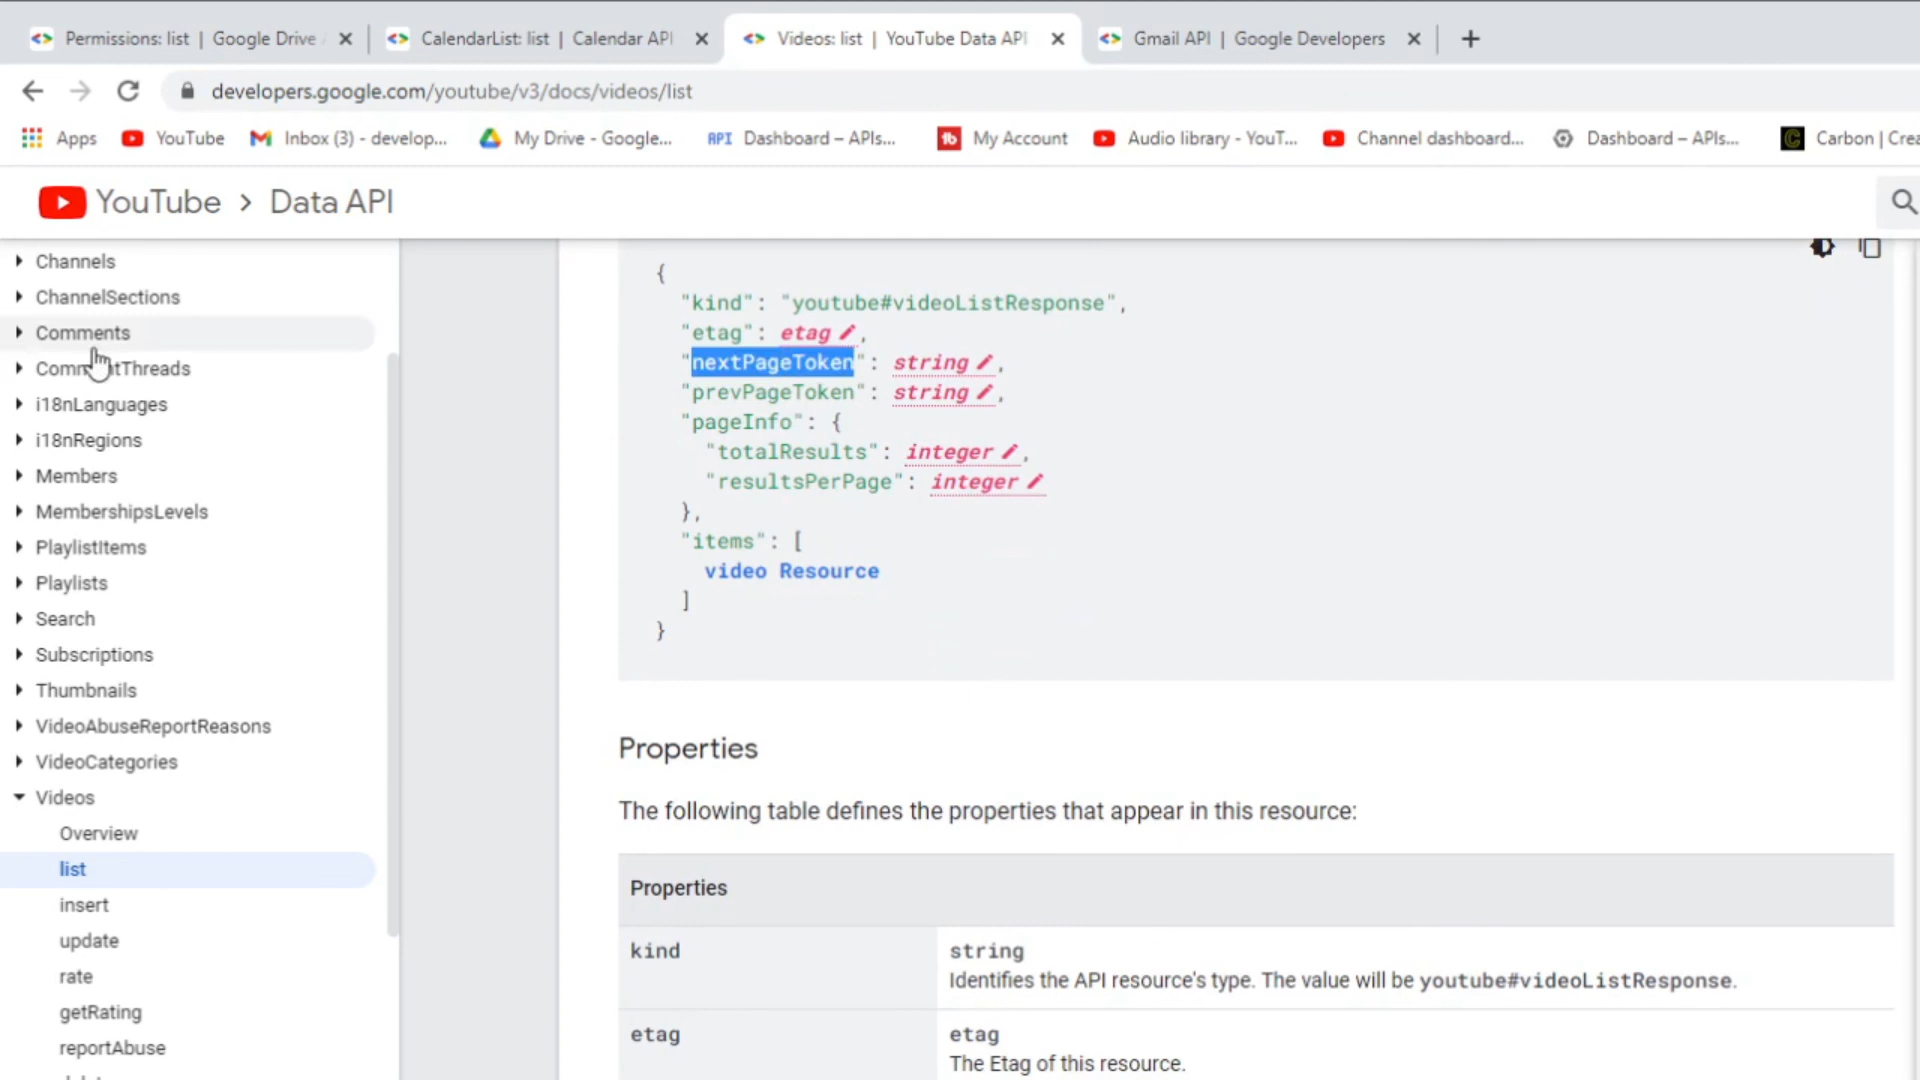 Permissions: list | Google Drive
CalendarList: list | Calendar API
Videos: list | YouTube Data API
Gmail API | Google Developers
developers.google.com/youtube/v3/docs/videos/list
Apps
YouTube
Inbox (3) - develop...
My Drive - Google...
API Dashboard – APIs...
My Account
Audio library - YouT...
Channel dashboard...
Dashboard – APIs...
Carbon | Crea
YouTube > Data API
Channels
ChannelSections
Comments
CommentThreads
i18nLanguages
i18nRegions
Members
MembershipsLevels
PlaylistItems
Playlists
Search
Subscriptions
Thumbnails
VideoAbuseReportReasons
VideoCategories
Videos
Overview
list
insert
update
rate
getRating
reportAbuse
{
"kind": "youtube#videoListResponse",
"etag": etag,
"nextPageToken": string,
"prevPageToken": string,
"pageInfo": {
"totalResults": integer,
"resultsPerPage": integer
},
"items": [
video Resource
]
}
Properties
The following table defines the properties that appear in this resource:
Properties
kind
string
Identifies the API resource's type. The value will be youtube#videoListResponse.
etag
etag
The Etag of this resource.